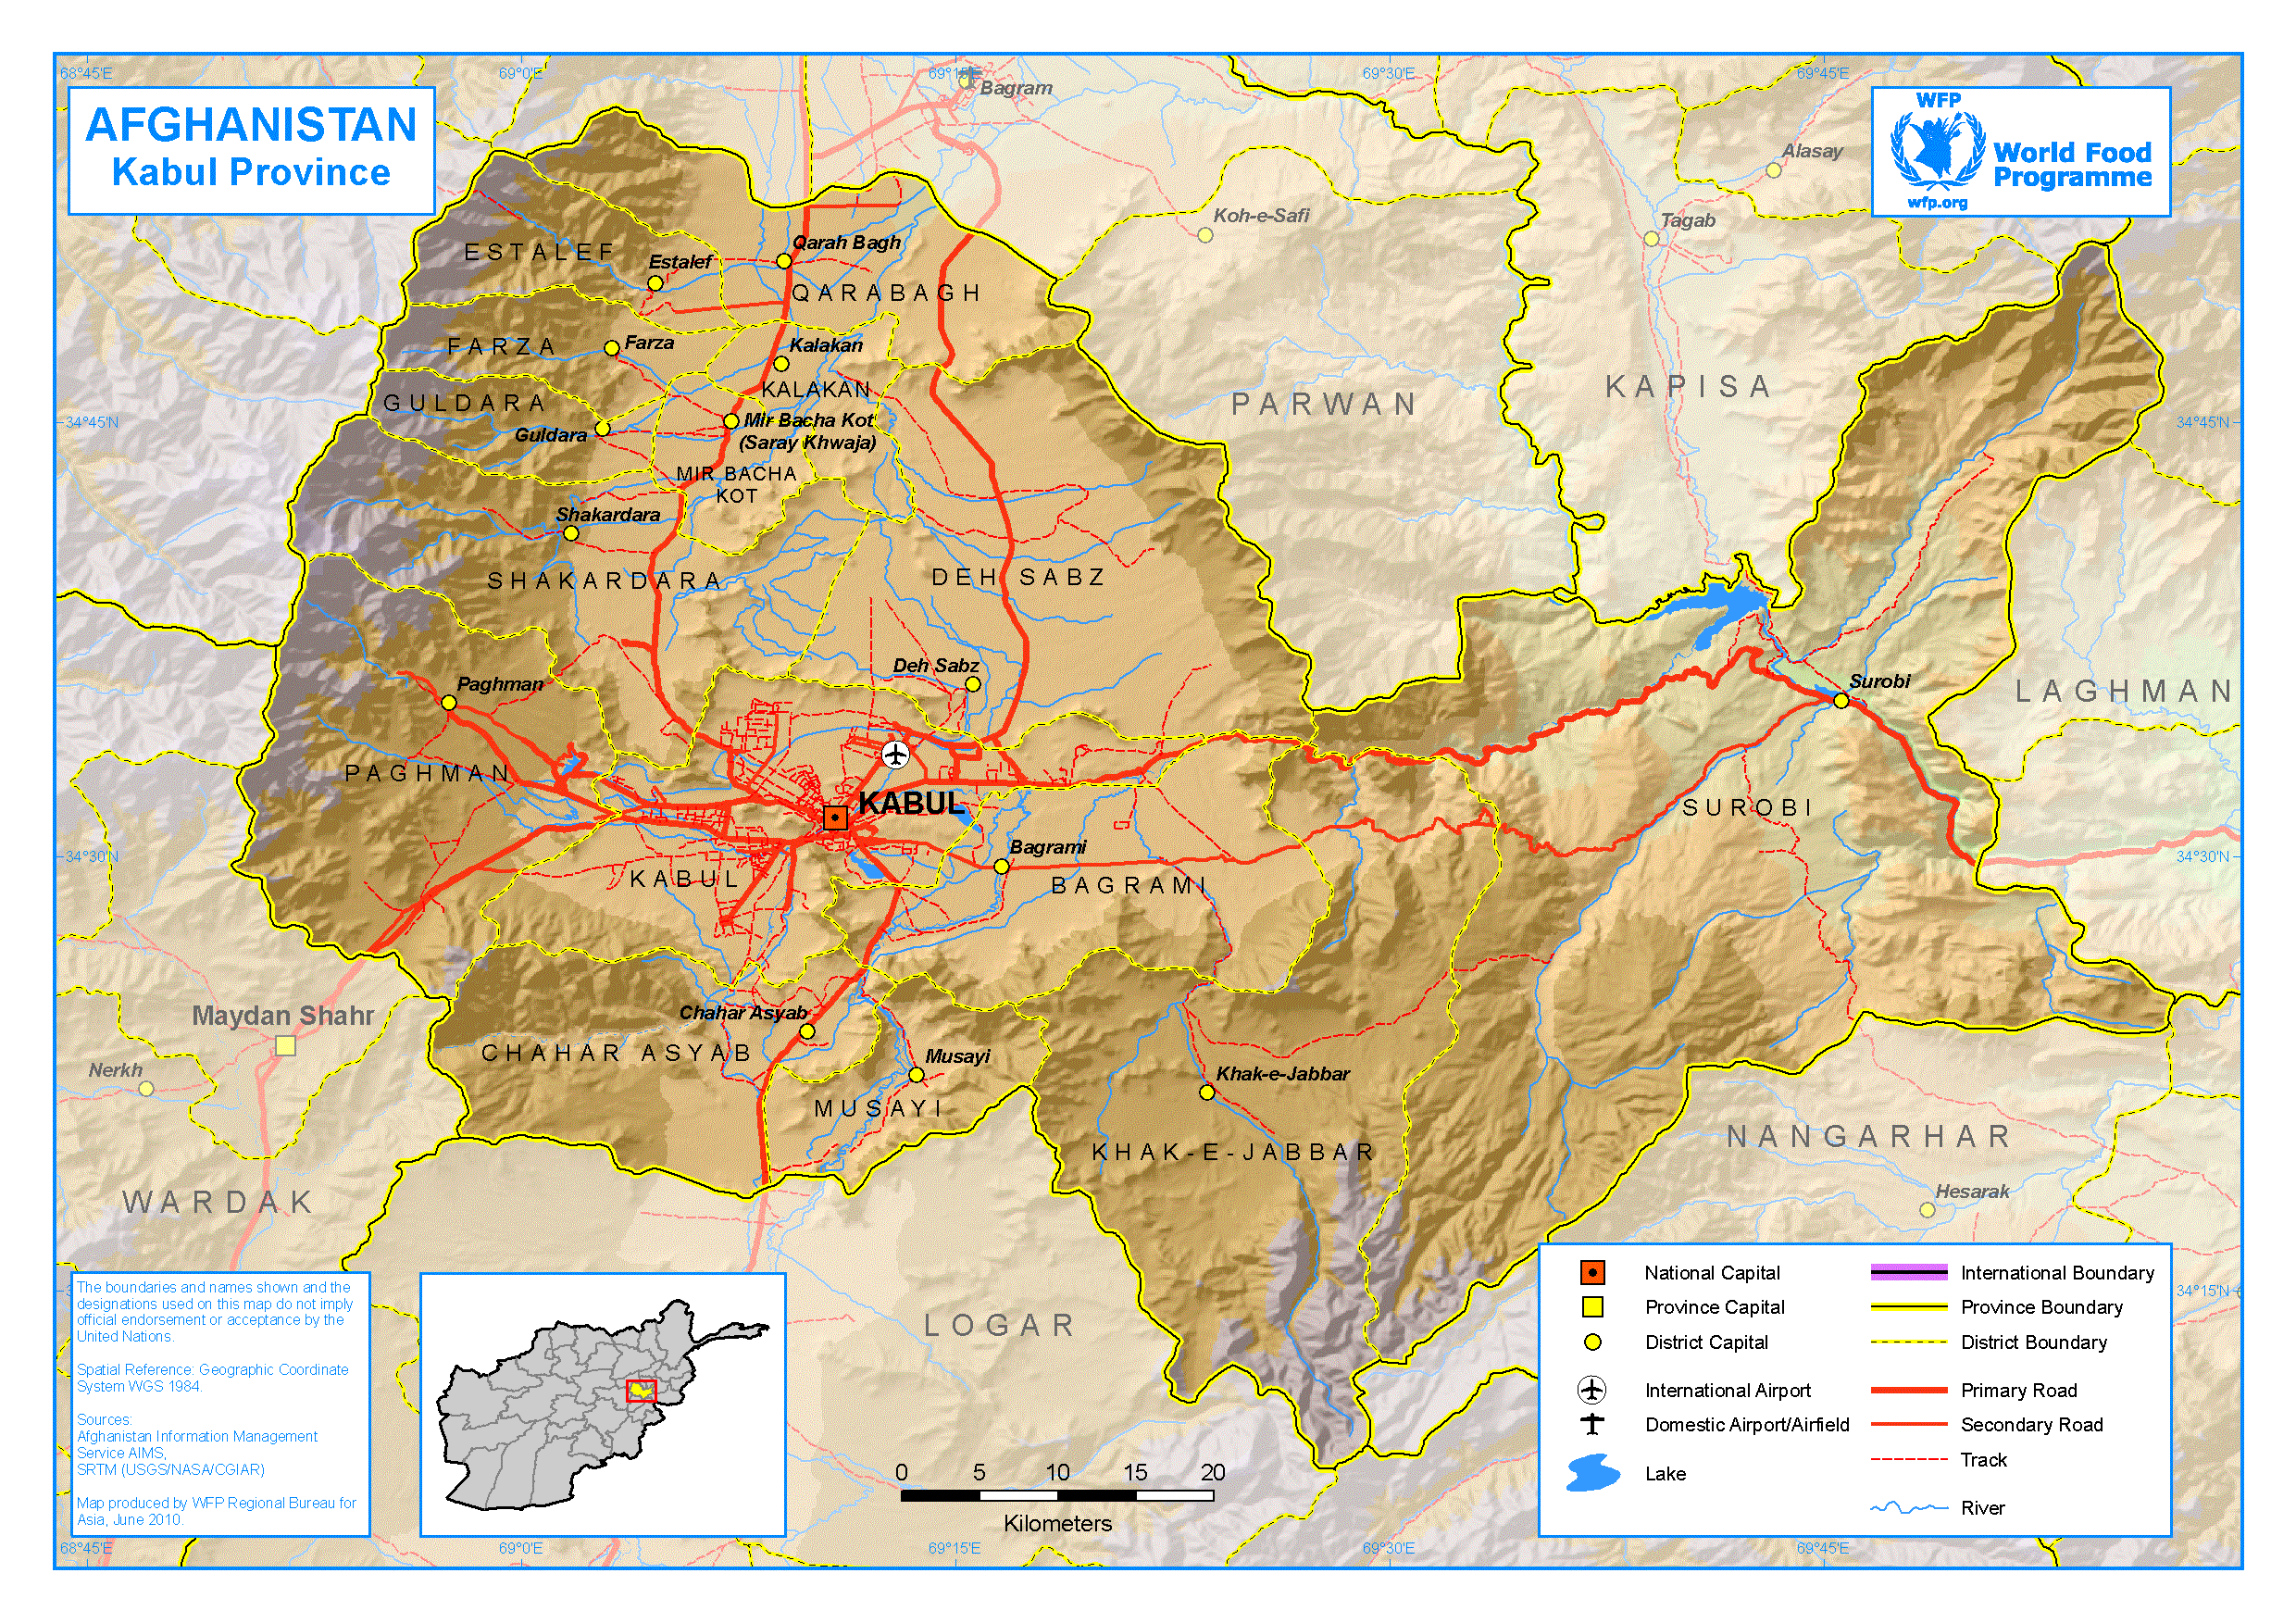 68°45'E
69°0'E
69°15'E
69°30'E
69°45'E
AFGHANISTAN
Kabul Province
WFP
World Food
Programme
wfp.org
Bagram
Alasay
Koh-e-Safi
Tagab
ESTALEF
Estalef
Qarah Bagh
QARABAGH
FARZA
Farza
Kalakan
KALAKAN
GULDARA
Guldara
Mir Bacha Kot
(Saray Khwaja)
MIR BACHA
KOT
PARWAN
KAPISA
34°45'N
34°45'N
Shakardara
SHAKARDARA
DEH SABZ
Deh Sabz
Paghman
PAGHMAN
Surobi
SUROBI
LAGHMAN
KABUL
KABUL
Bagrami
BAGRAMI
34°30'N
34°30'N
Maydan Shahr
Nerkh
Chahar Asyab
CHAHAR ASYAB
Musayi
MUSAYI
Khak-e-Jabbar
KHAK-E-JABBAR
NANGARHAR
Hesarak
WARDAK
LOGAR
34°15'N
The boundaries and names shown and the
designations used on this map do not imply
official endorsement or acceptance by the
United Nations.
Spatial Reference: Geographic Coordinate
System WGS 1984.
Sources:
Afghanistan Information Management
Service AIMS,
SRTM (USGS/NASA/CGIAR)
Map produced by WFP Regional Bureau for
Asia, June 2010.
0 5 10 15 20
Kilometers
National Capital
Province Capital
District Capital
International Airport
Domestic Airport/Airfield
Lake
International Boundary
Province Boundary
District Boundary
Primary Road
Secondary Road
Track
River
68°45'E
69°0'E
69°15'E
69°30'E
69°45'E